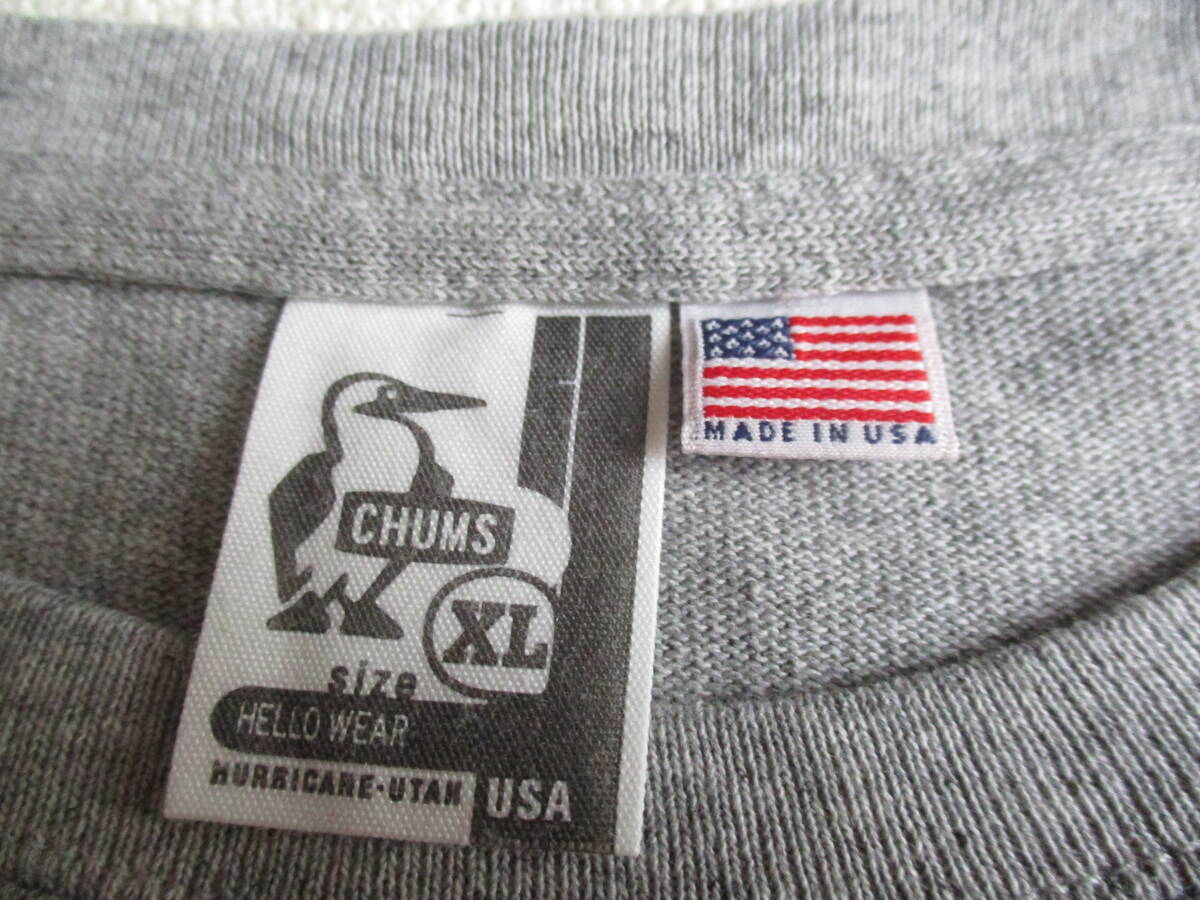 CHUMS
XL
size
HELLO WEAR
HURRICANE-UTAH
USA
MADE IN USA